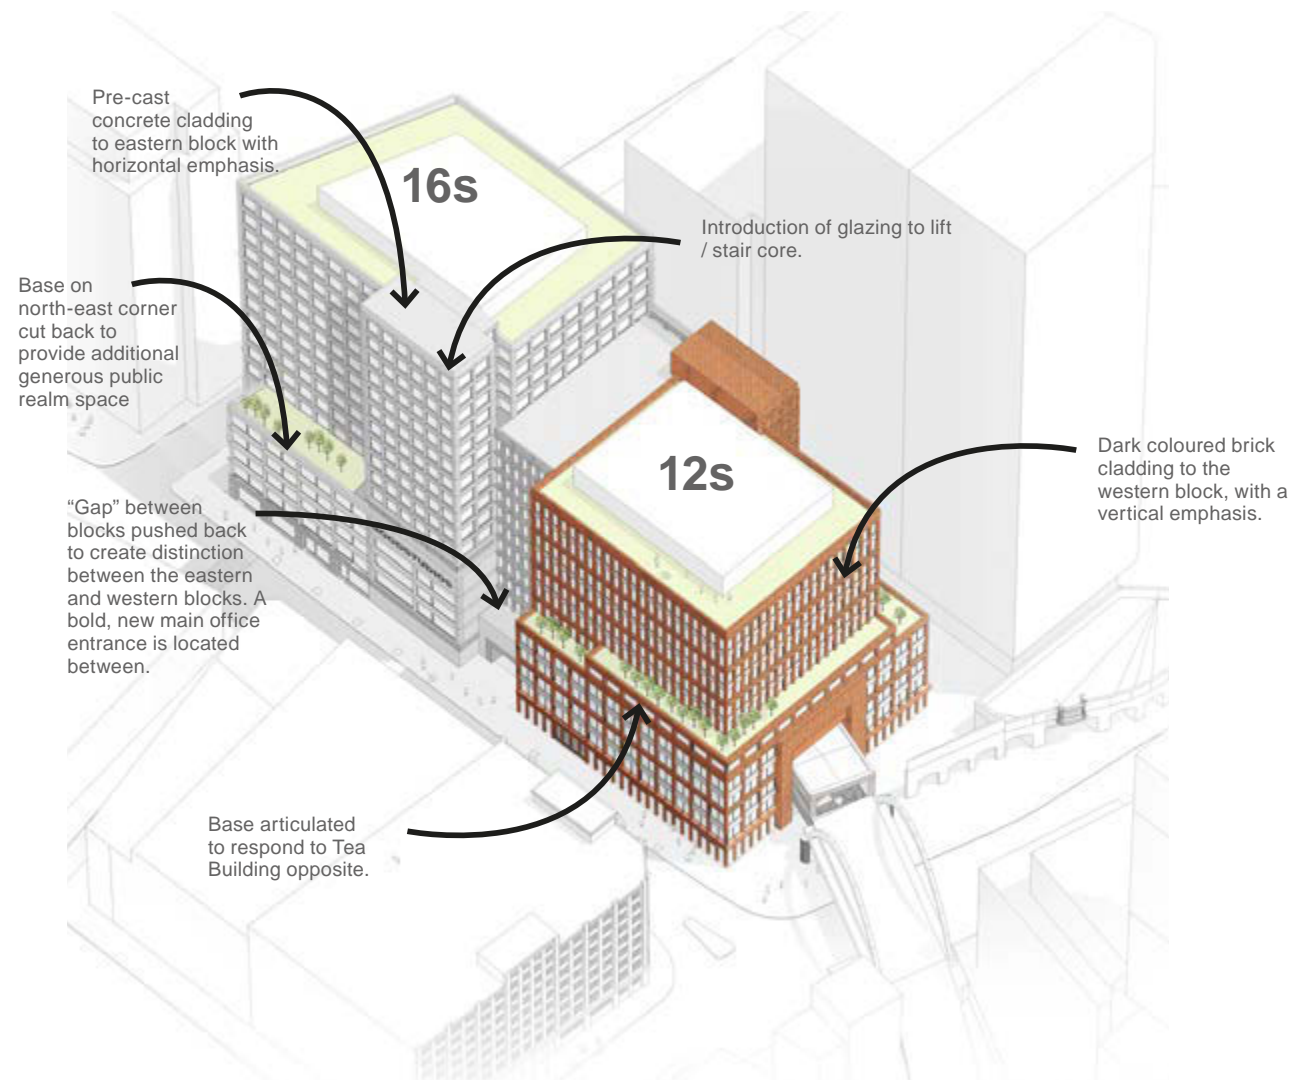 Pre-cast
concrete cladding
to eastern block with
horizontal emphasis.
16s
Introduction of glazing to lift
/ stair core.
Base on
north-east corner
cut back to
provide additional
generous public
realm space
12s
Dark coloured brick
cladding to the
western block, with a
vertical emphasis.
“Gap” between
blocks pushed back
to create distinction
between the eastern
and western blocks. A
bold, new main office
entrance is located
between.
Base articulated
to respond to Tea
Building opposite.